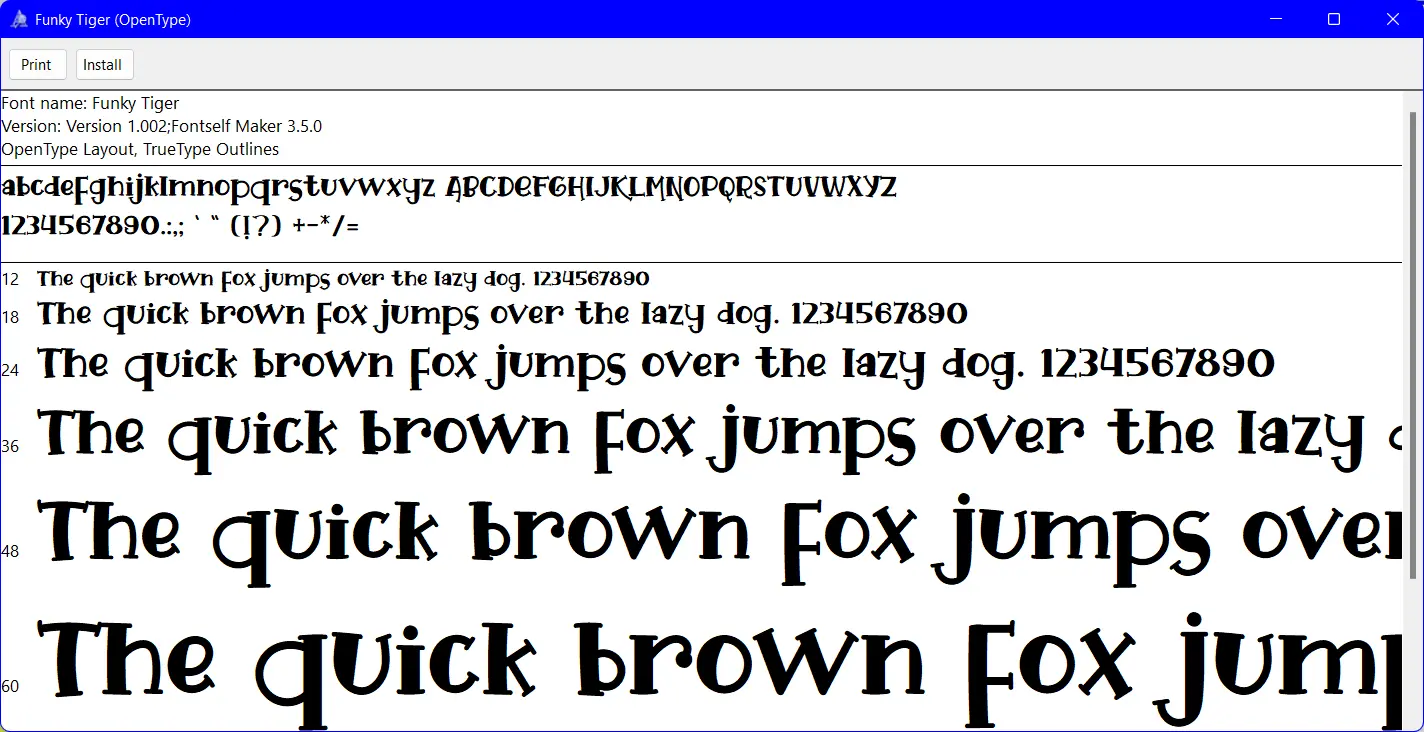 Funky Tiger (OpenType)
Print Install
Font name: Funky Tiger
Version: Version 1.002;Fontself Maker 3.5.0
OpenType Layout, TrueType Outlines
abcdefghijklmnopqrstuvwxyz ABCDeFGHIJKLMNOPQRSTUVWXYZ
1234567890.:,; ‘ “ (!?) +-*/=
12 The quick brown fox jumps over the lazy dog. 1234567890
18 The quick brown fox jumps over the lazy dog. 1234567890
24 The quick brown fox jumps over the lazy dog. 1234567890
36 The quick brown fox jumps over the lazy
48 The quick brown fox jumps over
60 The quick brown fox jump